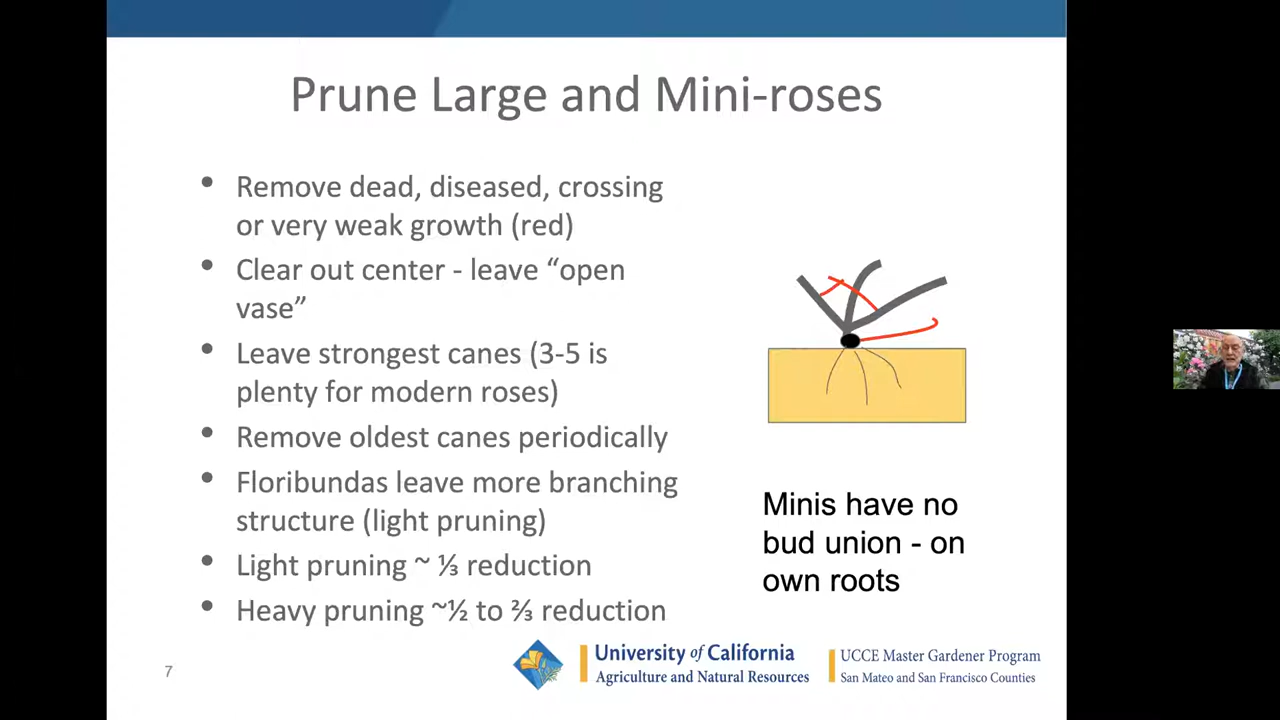 Prune Large and Mini-roses
• Remove dead, diseased, crossing
or very weak growth (red)
• Clear out center - leave “open
vase”
• Leave strongest canes (3-5 is
plenty for modern roses)
• Remove oldest canes periodically
• Floribundas leave more branching
structure (light pruning)
• Light pruning ~ ⅓ reduction
• Heavy pruning ~½ to ⅔ reduction
Minis have no
bud union - on
own roots
7
University of California
Agriculture and Natural Resources
UCCE Master Gardener Program
San Mateo and San Francisco Counties